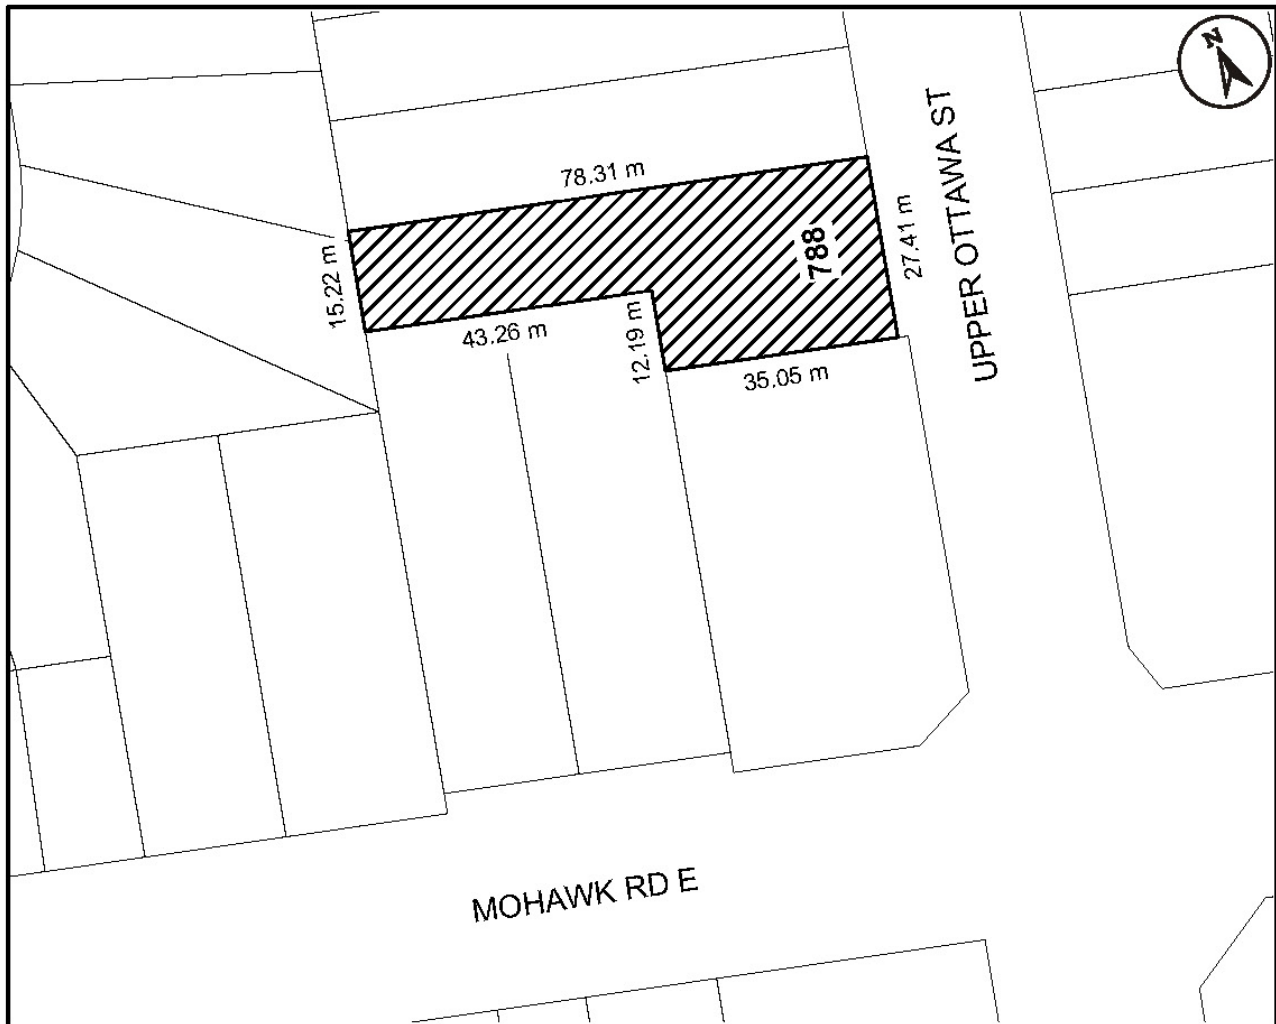 N
UPPER OTTAWA ST
78.31 m
27.41 m
788
15.22 m
43.26 m
12.19 m
35.05 m
MOHAWK RD E